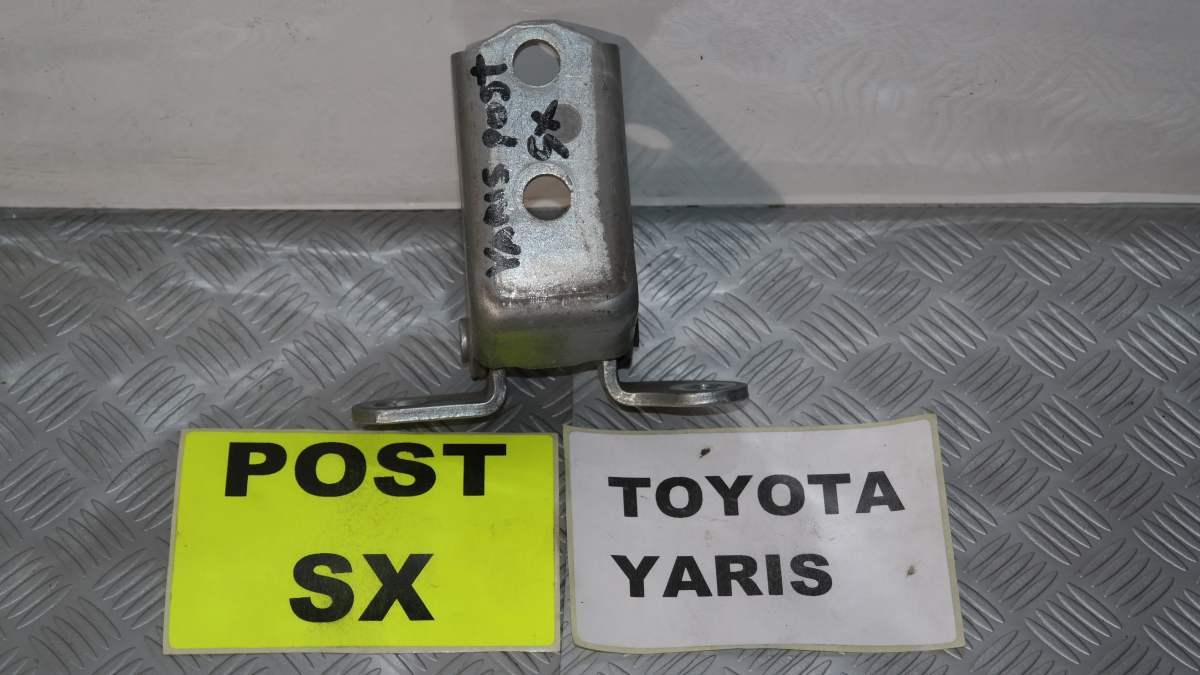 Yaris post
sx
POST
SX
TOYOTA
YARIS